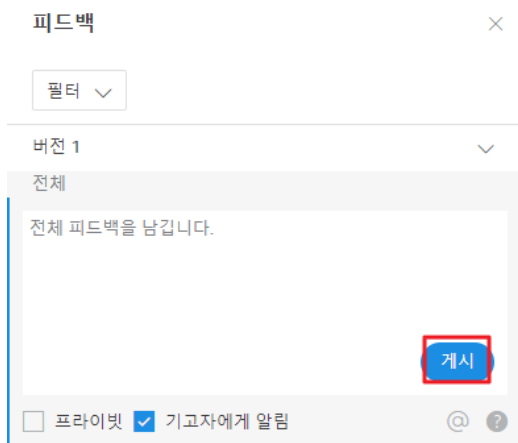 피드백
필터
버전 1
전체
전체 피드백을 남깁니다.
게시
프라이빗 기고자에게 알림 @ ?